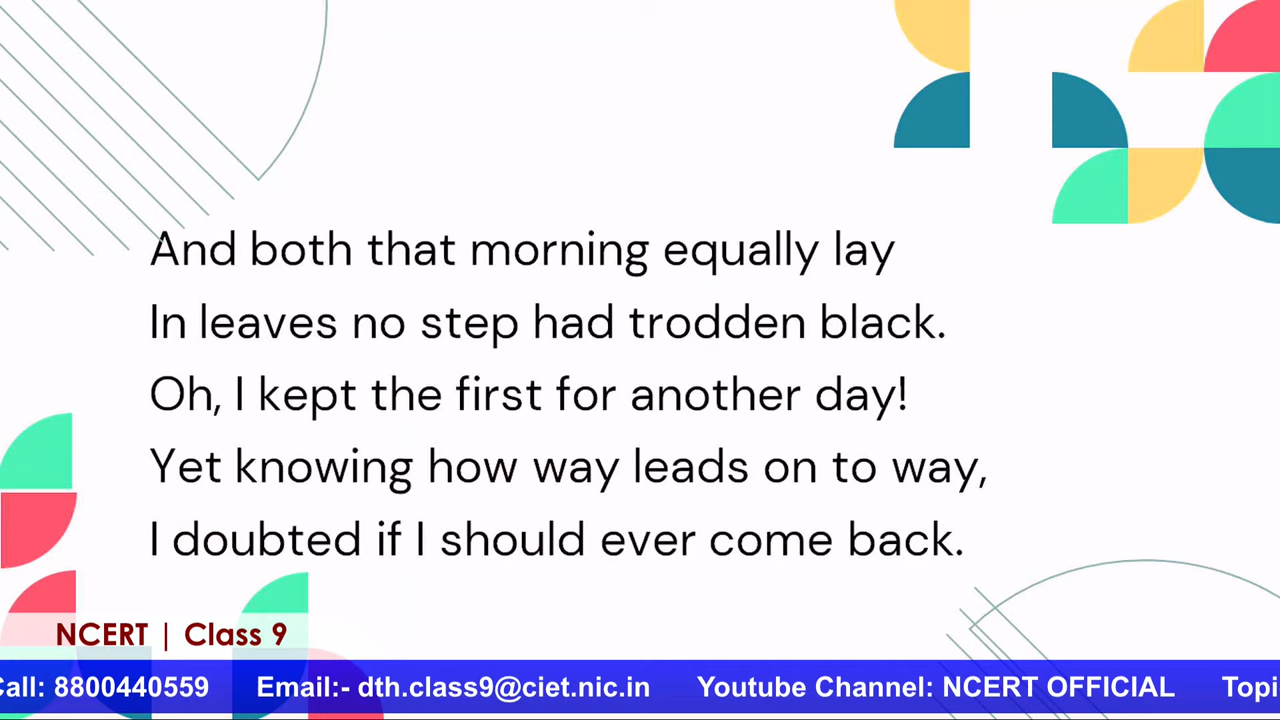 And both that morning equally lay
In leaves no step had trodden black.
Oh, I kept the first for another day!
Yet knowing how way leads on to way,
I doubted if I should ever come back.
NCERT | Class 9
Call: 8800440559 Email:- dth.class9@ciet.nic.in Youtube Channel: NCERT OFFICIAL